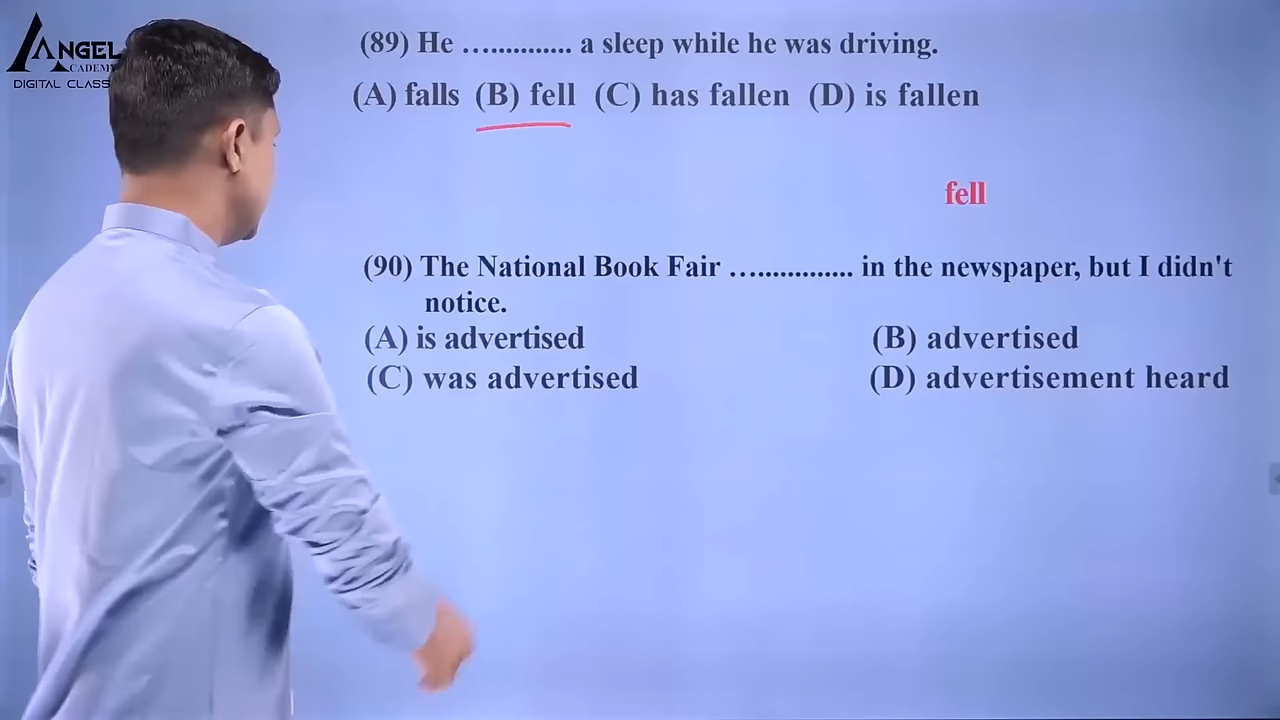 ANGEL
ACADEMY
DIGITAL CLASS
(89) He .............. a sleep while he was driving.
(A) falls (B) fell (C) has fallen (D) is fallen
fell
(90) The National Book Fair ................ in the newspaper, but I didn't
notice.
(A) is advertised (B) advertised
(C) was advertised (D) advertisement heard